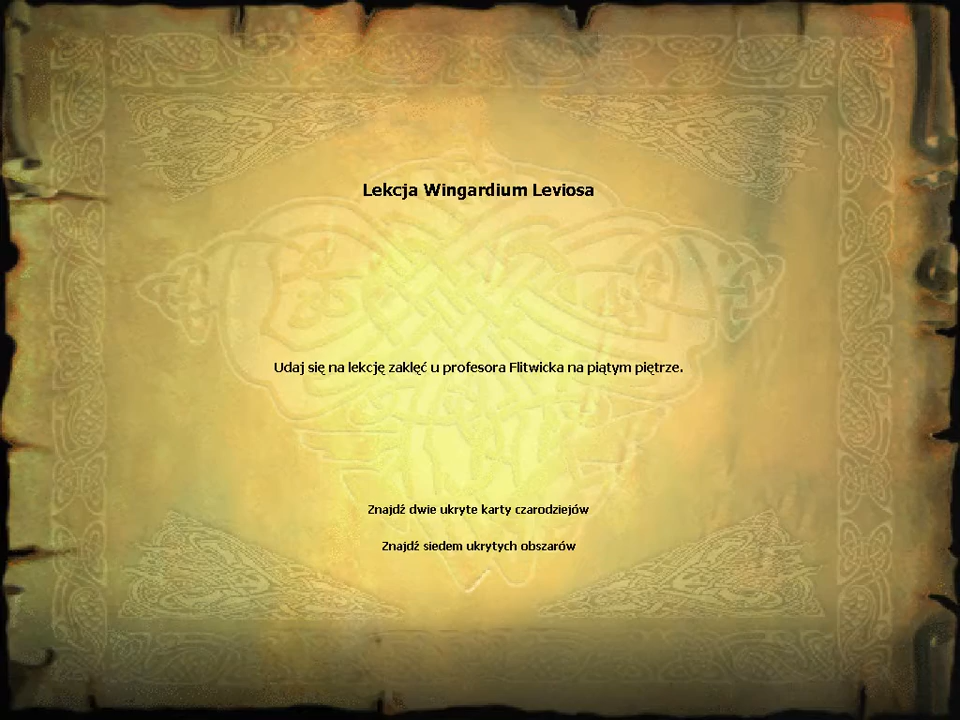 Lekcja Wingardium Leviosa
Udaj się na lekcję zaklęć u profesora Flitwicka na piątym piętrze.
Znajdź dwie ukryte karty czarodziejów
Znajdź siedem ukrytych obszarów